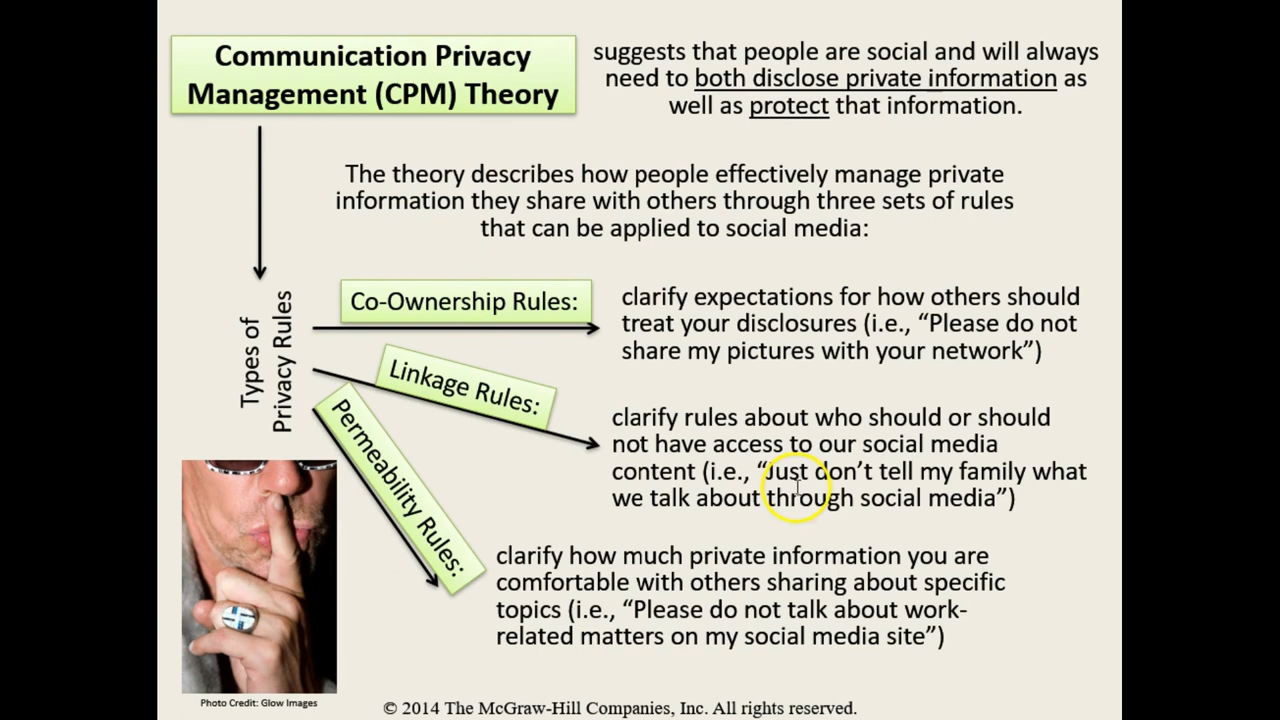 Communication Privacy
Management (CPM) Theory
suggests that people are social and will always
need to both disclose private information as
well as protect that information.
The theory describes how people effectively manage private
information they share with others through three sets of rules
that can be applied to social media:
Types of
Privacy Rules
Co-Ownership Rules:
clarify expectations for how others should
treat your disclosures (i.e., “Please do not
share my pictures with your network”)
Linkage Rules:
clarify rules about who should or should
not have access to our social media
content (i.e., “Just don’t tell my family what
we talk about through social media”)
Permeability Rules:
clarify how much private information you are
comfortable with others sharing about specific
topics (i.e., “Please do not talk about work-
related matters on my social media site”)
Photo Credit: Glow Images
© 2014 The McGraw-Hill Companies, Inc. All rights reserved.